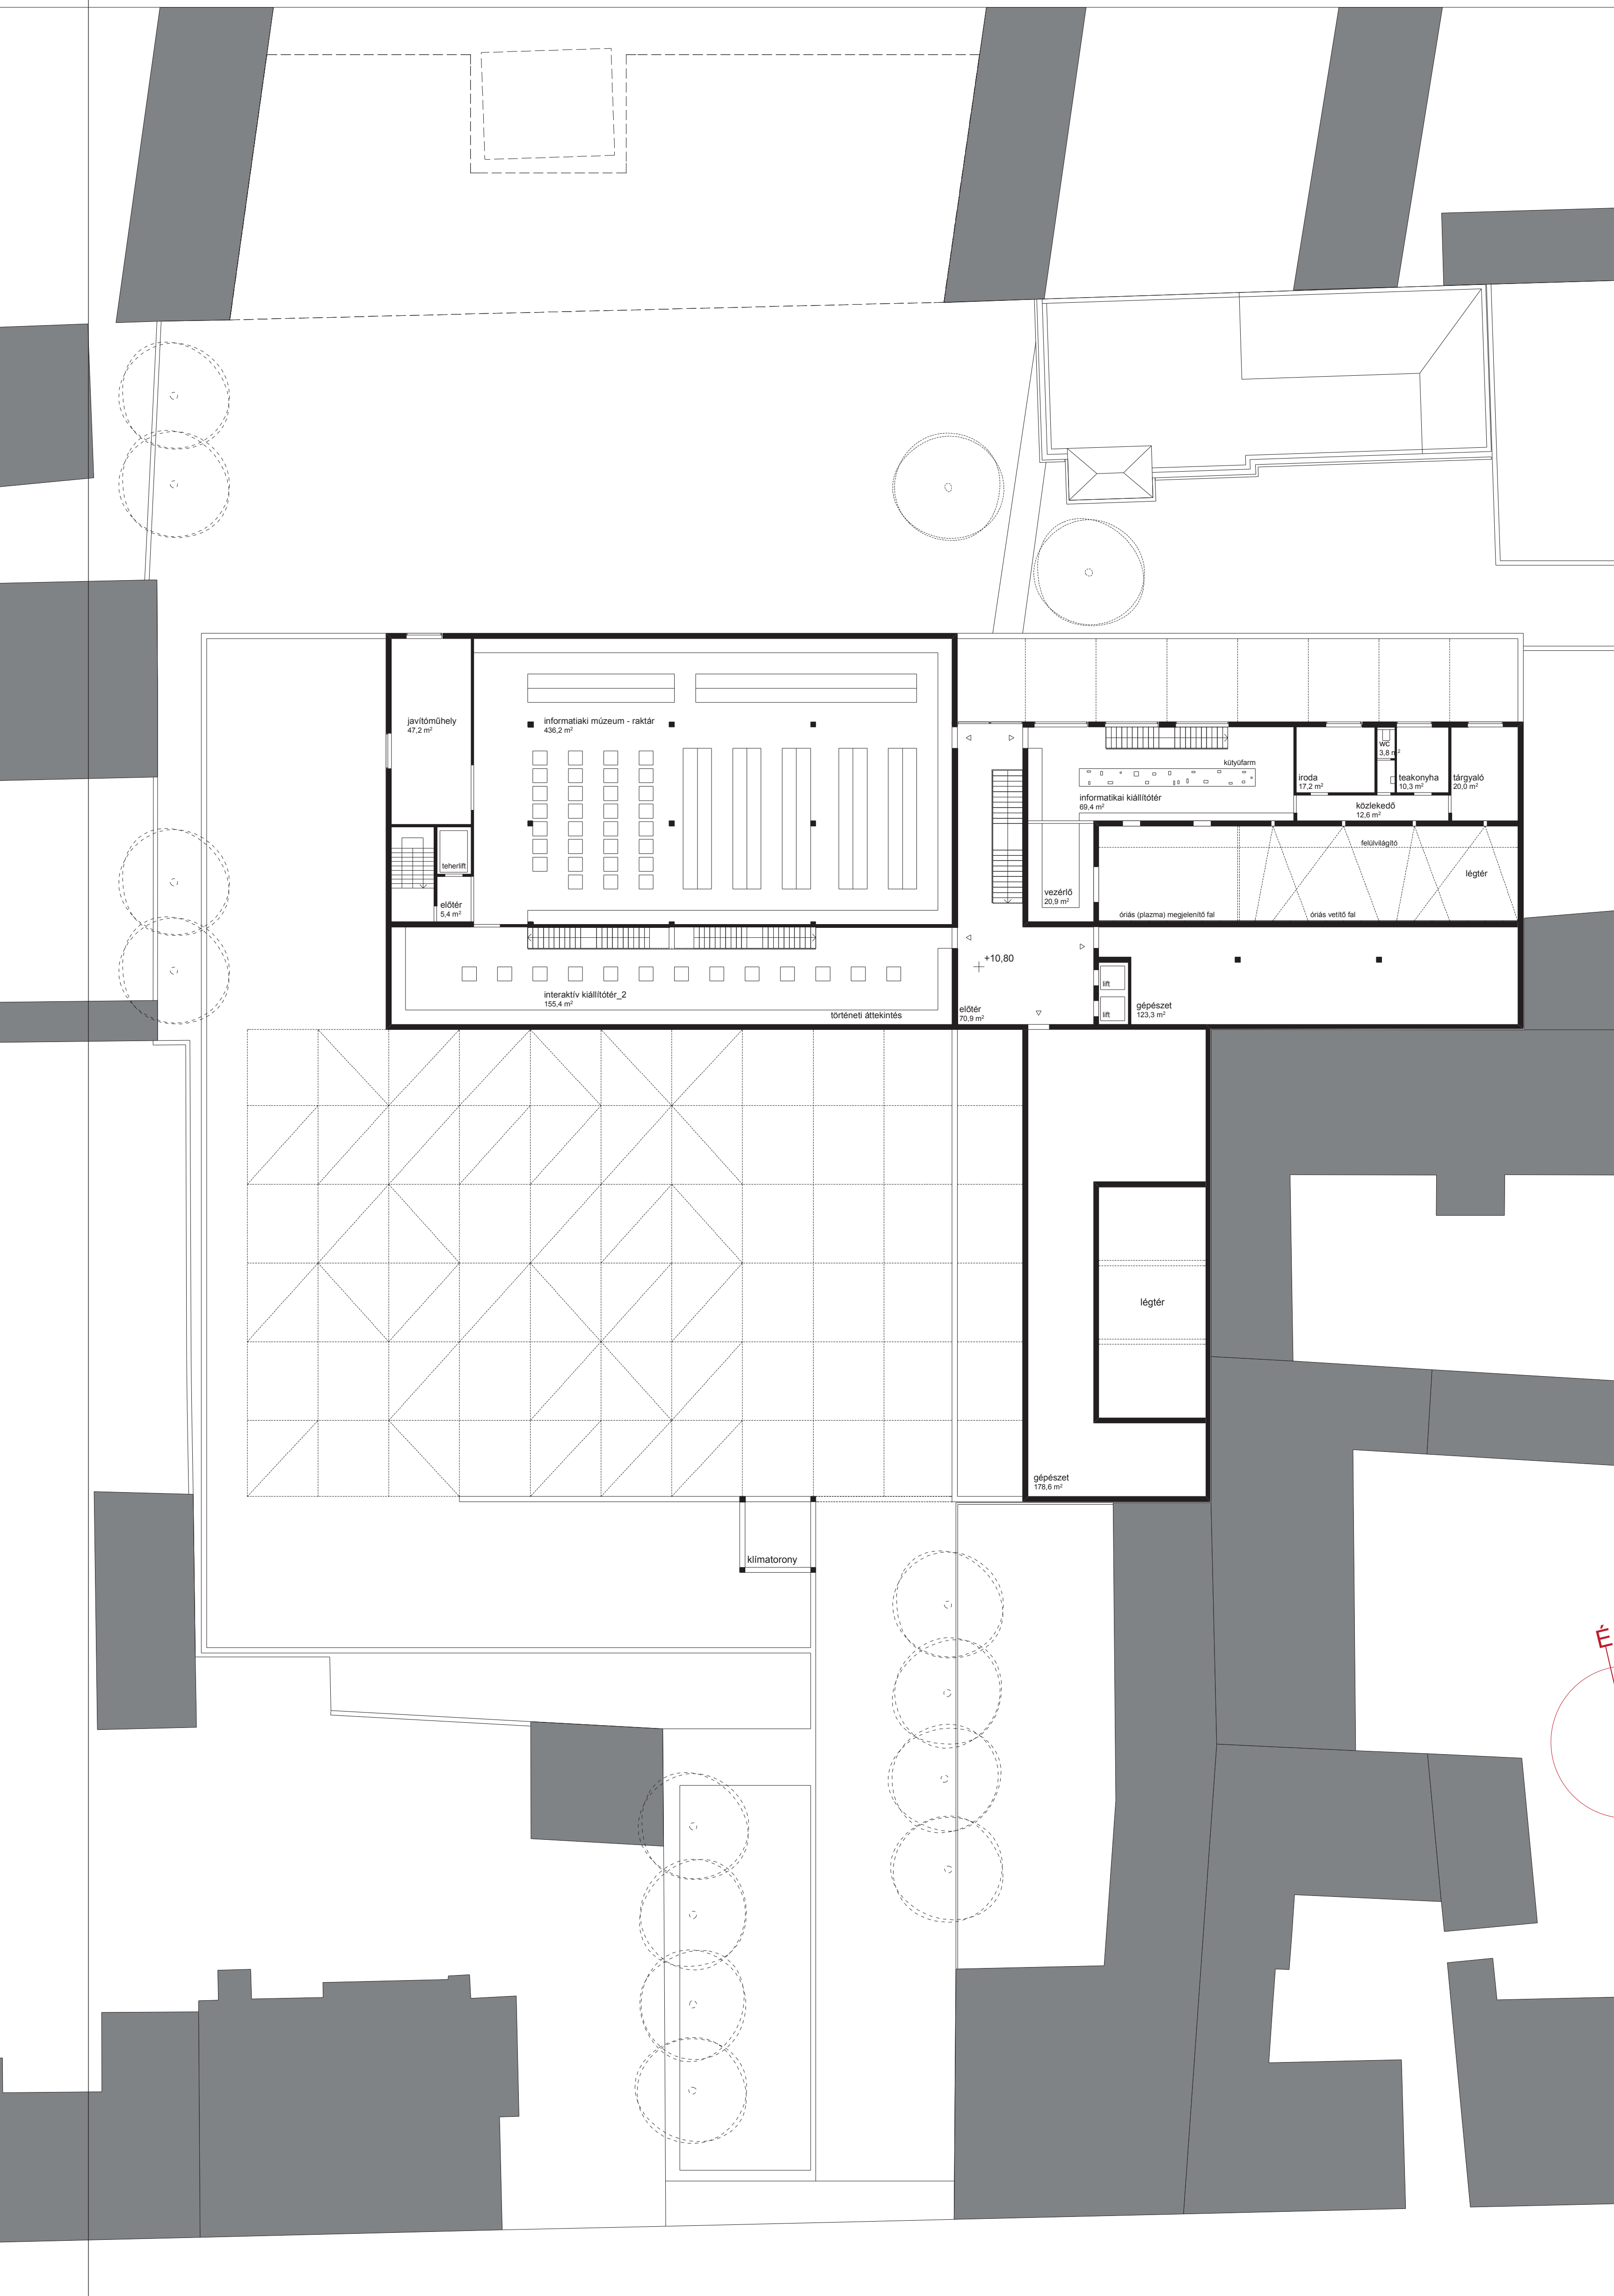 javítóműhely
47,2 m²
informatiaki múzeum - raktár
436,2 m²
teherlift
előtér
5,4 m²
interaktív kiállítótér_2
155,4 m²
történeti áttekintés
+10,80
előtér
70,9 m²
kütyüfarm
informatikai kiállítótér
69,4 m²
iroda
17,2 m²
wc
3,8 m²
teakonyha
10,3 m²
tárgyaló
20,0 m²
közlekedő
12,6 m²
felülvilágító
légtér
vezérlő
20,9 m²
óriás (plazma) megjelenítő fal
óriás vetítő fal
lift
lift
gépészet
123,3 m²
légtér
gépészet
178,6 m²
klímatorony
É